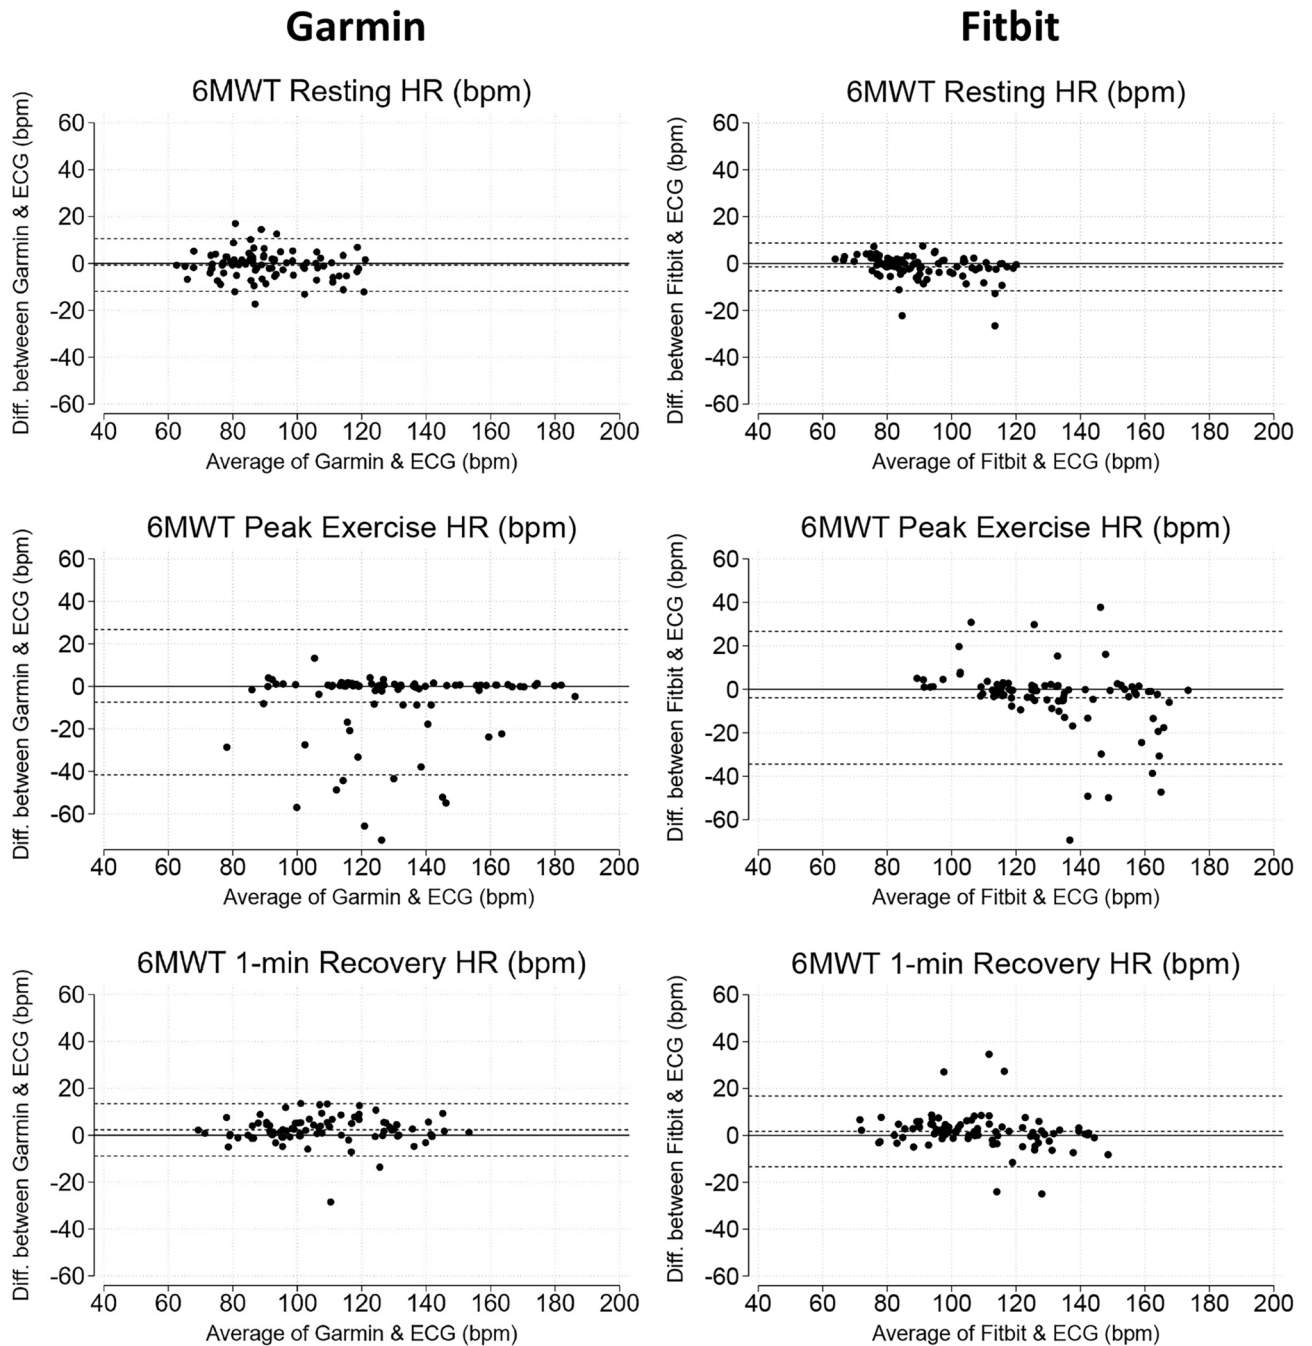 Garmin
Fitbit
6MWT Resting HR (bpm)
Diff. betweeen Garmin & ECG (bpm)
60
40
20
0
-20
-40
-60
40 60 80 100 120 140 160 180 200
Average of Garmin & ECG (bpm)
6MWT Resting HR (bpm)
Diff. between Fitbit & ECG (bpm)
60
40
20
0
-20
-40
-60
40 60 80 100 120 140 160 180 200
Average of Fitbit & ECG (bpm)
6MWT Peak Exercise HR (bpm)
Diff. between Garmin & ECG (bpm)
60
40
20
0
-20
-40
-60
40 60 80 100 120 140 160 180 200
Average of Garmin & ECG (bpm)
6MWT Peak Exercise HR (bpm)
Diff. between Fitbit & ECG (bpm)
60
40
20
0
-20
-40
-60
40 60 80 100 120 140 160 180 200
Average of Fitbit & ECG (bpm)
6MWT 1-min Recovery HR (bpm)
Diff. between Garmin & ECG (bpm)
60
40
20
0
-20
-40
-60
40 60 80 100 120 140 160 180 200
Average of Garmin & ECG (bpm)
6MWT 1-min Recovery HR (bpm)
Diff. between Fitbit & ECG (bpm)
60
40
20
0
-20
-40
-60
40 60 80 100 120 140 160 180 200
Average of Fitbit & ECG (bpm)